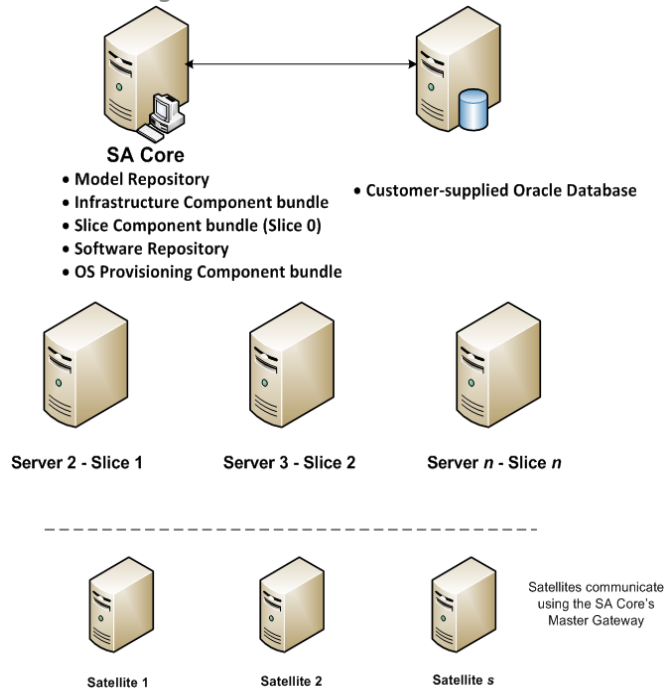 SA Core
• Model Repository
• Infrastructure Component bundle
• Slice Component bundle (Slice 0)
• Software Repository
• OS Provisioning Component bundle
• Customer-supplied Oracle Database
Server 2 - Slice 1
Server 3 - Slice 2
Server n - Slice n
Satellites communicate
using the SA Core's
Master Gateway
Satellite 1
Satellite 2
Satellite s